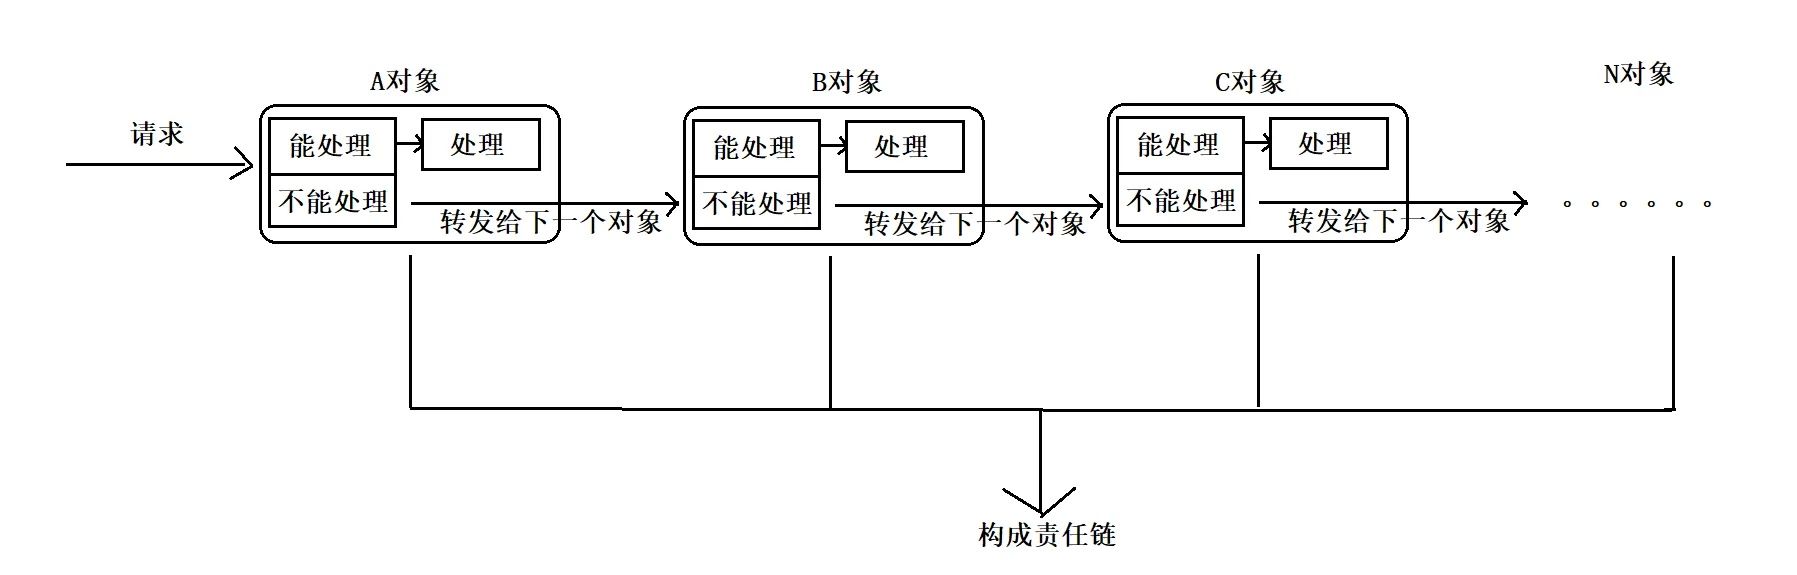 A对象
B对象
C对象
N对象
请求
能处理
处理
不能处理
转发给下一个对象
能处理
处理
不能处理
转发给下一个对象
能处理
处理
不能处理
转发给下一个对象
。。。。。。
构成责任链